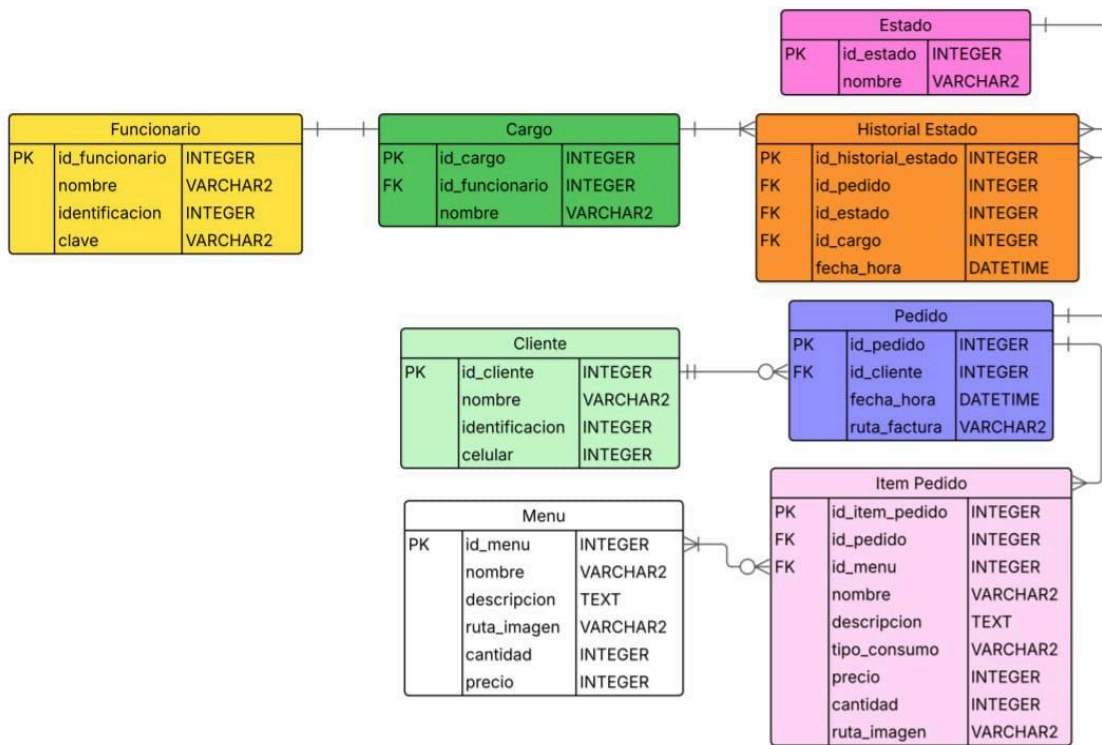 Estado
PK id_estado INTEGER
nombre VARCHAR2
Funcionario
PK id_funcionario INTEGER
nombre VARCHAR2
identificacion INTEGER
clave VARCHAR2
Cargo
PK id_cargo INTEGER
FK id_funcionario INTEGER
nombre VARCHAR2
Historial Estado
PK id_historial_estado INTEGER
FK id_pedido INTEGER
FK id_estado INTEGER
FK id_cargo INTEGER
fecha_hora DATETIME
Cliente
PK id_cliente INTEGER
nombre VARCHAR2
identificacion INTEGER
celular INTEGER
Pedido
PK id_pedido INTEGER
FK id_cliente INTEGER
fecha_hora DATETIME
ruta_factura VARCHAR2
Menu
PK id_menu INTEGER
nombre VARCHAR2
descripcion TEXT
ruta_imagen VARCHAR2
cantidad INTEGER
precio INTEGER
Item Pedido
PK id_item_pedido INTEGER
FK id_pedido INTEGER
FK id_menu INTEGER
nombre VARCHAR2
descripcion TEXT
tipo_consumo VARCHAR2
precio INTEGER
cantidad INTEGER
ruta_imagen VARCHAR2